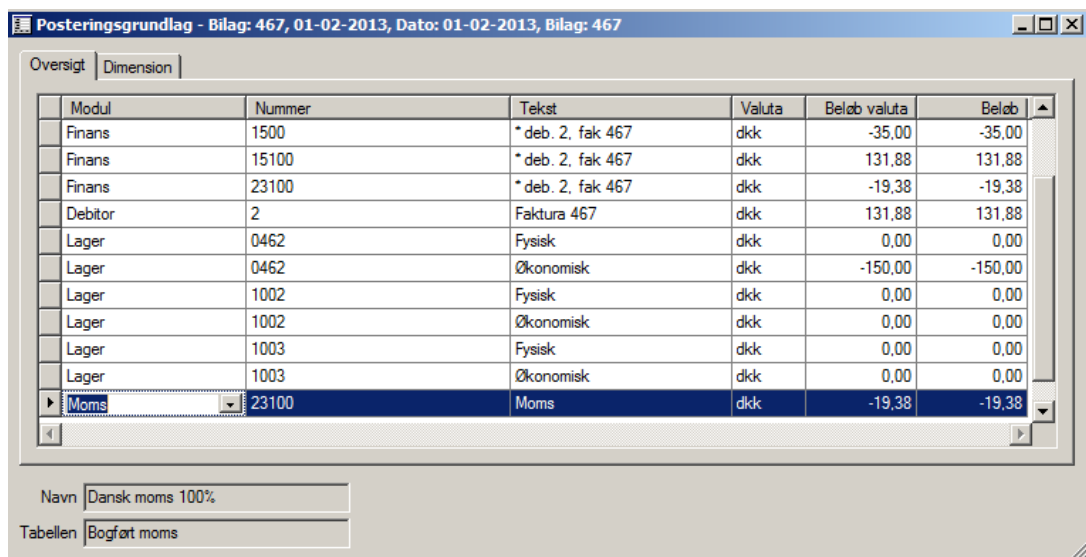 Posteringsgrundlag - Bilag: 467, 01-02-2013, Dato: 01-02-2013, Bilag: 467
Oversigt Dimension
Modul Nummer Tekst Valuta Beløb valuta Beløb
Finans 1500 * deb. 2, fak 467 dkk -35,00 -35,00
Finans 15100 * deb. 2, fak 467 dkk 131,88 131,88
Finans 23100 * deb. 2, fak 467 dkk -19,38 -19,38
Debitor 2 Faktura 467 dkk 131,88 131,88
Lager 0462 Fysisk dkk 0,00 0,00
Lager 0462 Økonomisk dkk -150,00 -150,00
Lager 1002 Fysisk dkk 0,00 0,00
Lager 1002 Økonomisk dkk 0,00 0,00
Lager 1003 Fysisk dkk 0,00 0,00
Lager 1003 Økonomisk dkk 0,00 0,00
Moms 23100 Moms dkk -19,38 -19,38
Navn Dansk moms 100%
Tabellen Bogført moms